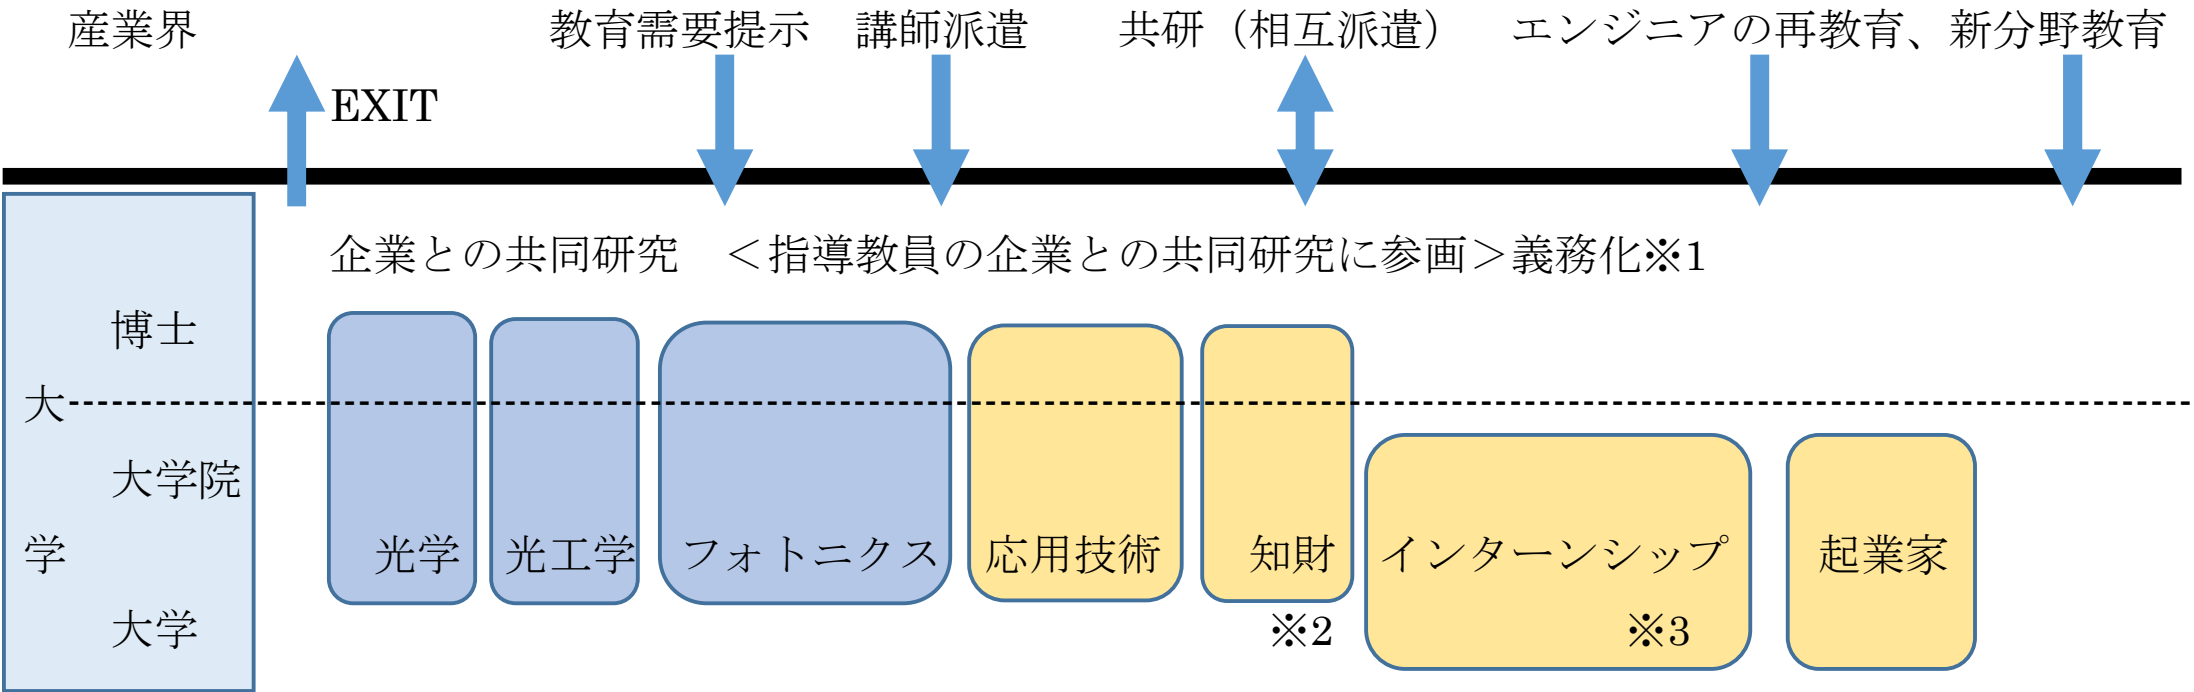 産業界　教育需要提示　講師派遣　共研（相互派遣）　エンジニアの再教育、新分野教育
EXIT
企業との共同研究　＜指導教員の企業との共同研究に参画＞義務化※1
博士
大
大学院
学　光学　光工学　フォトニクス　応用技術　知財　インターンシップ　起業家
大学　※2　※3